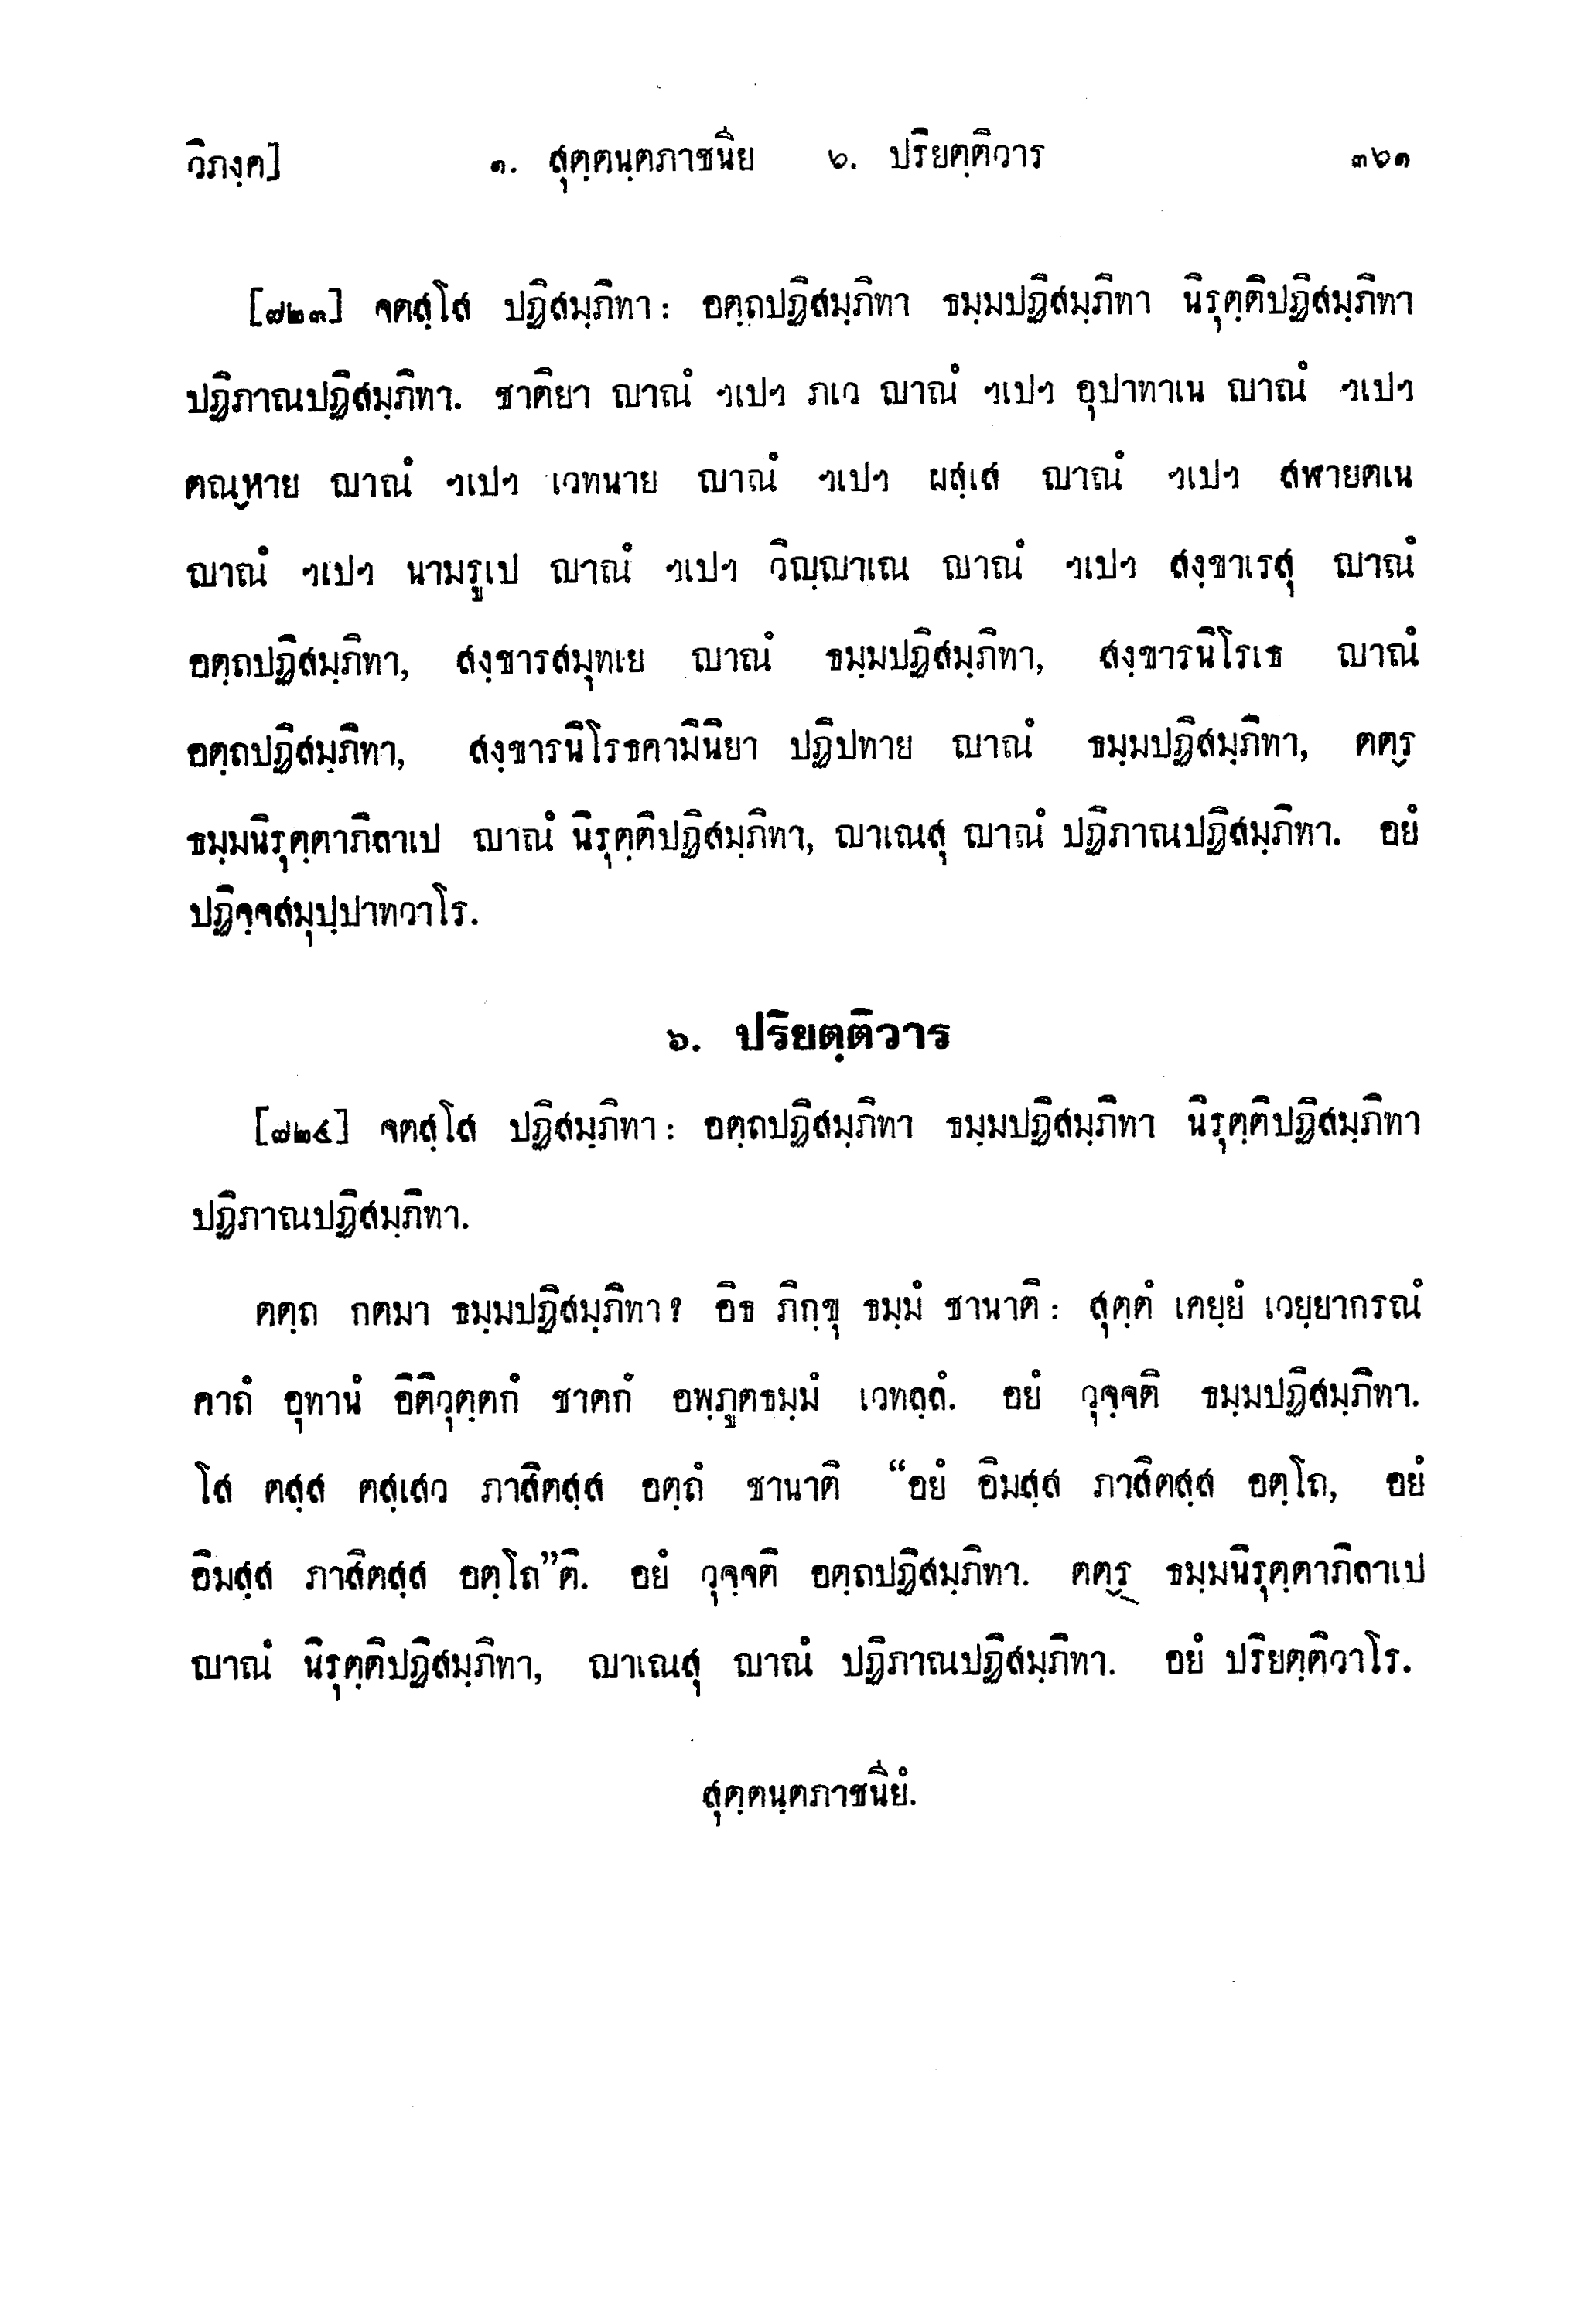 วิภงฺค]	๑. สุตฺตนฺตภาชนีย ๖. ปริยตฺติวาร	๓๖๑
[๗๒๓] จตสฺโส ปฏิสมฺภิทา: อตฺถปฏิสมฺภิทา ธมฺมปฏิสมฺภิทา นิรุตฺติปฏิสมฺภิทา
ปฏิภาณปฏิสมฺภิทา. ชาติยา ญาณํ ฯเปฯ ภเว ญาณํ ฯเปฯ อุปาทาเน ญาณํ ฯเปฯ
ตณฺหาย ญาณํ ฯเปฯ เวทนาย ญาณํ ฯเปฯ ผสฺเส ญาณํ ฯเปฯ สฬายตเน
ญาณํ ฯเปฯ นามรูเป ญาณํ ฯเปฯ วิญฺญาเณ ญาณํ ฯเปฯ สงฺขาเรสุ ญาณํ
อตฺถปฏิสมฺภิทา, สงฺขารสมุทเย ญาณํ ธมฺมปฏิสมฺภิทา, สงฺขารนิโรเธ ญาณํ
อตฺถปฏิสมฺภิทา, สงฺขารนิโรธคามินิยา ปฏิปทาย ญาณํ ธมฺมปฏิสมฺภิทา, ตตฺร
ธมฺมนิรุตฺตาภิลาเป ญาณํ นิรุตฺติปฏิสมฺภิทา, ญาเณสุ ญาณํ ปฏิภาณปฏิสมฺภิทา. อยํ
ปฏิจฺจสมุปฺปาทวาโร.
๖. ปริยตฺติวาร
[๗๒๔] จตสฺโส ปฏิสมฺภิทา: อตฺถปฏิสมฺภิทา ธมฺมปฏิสมฺภิทา นิรุตฺติปฏิสมฺภิทา
ปฏิภาณปฏิสมฺภิทา.
ตตฺถ กตมา ธมฺมปฏิสมฺภิทา? อิธ ภิกฺขุ ธมฺมํ ชานาติ: สุตฺตํ เคยฺยํ เวยฺยากรณํ
คาถํ อุทานํ อิติวุตฺตกํ ชาตกํ อพฺภูตธมฺมํ เวทลฺลํ. อยํ วุจฺจติ ธมฺมปฏิสมฺภิทา.
โส ตสฺส ตสฺเสว ภาสิตสฺส อตฺถํ ชานาติ “อยํ อิมสฺส ภาสิตสฺส อตฺโถ, อยํ
อิมสฺส ภาสิตสฺส อตฺโถ”ติ. อยํ วุจฺจติ อตฺถปฏิสมฺภิทา. ตตฺร ธมฺมนิรุตฺตาภิลาเป
ญาณํ นิรุตฺติปฏิสมฺภิทา, ญาเณสุ ญาณํ ปฏิภาณปฏิสมฺภิทา. อยํ ปริยตฺติวาโร.
สุตฺตนฺตภาชนียํ.